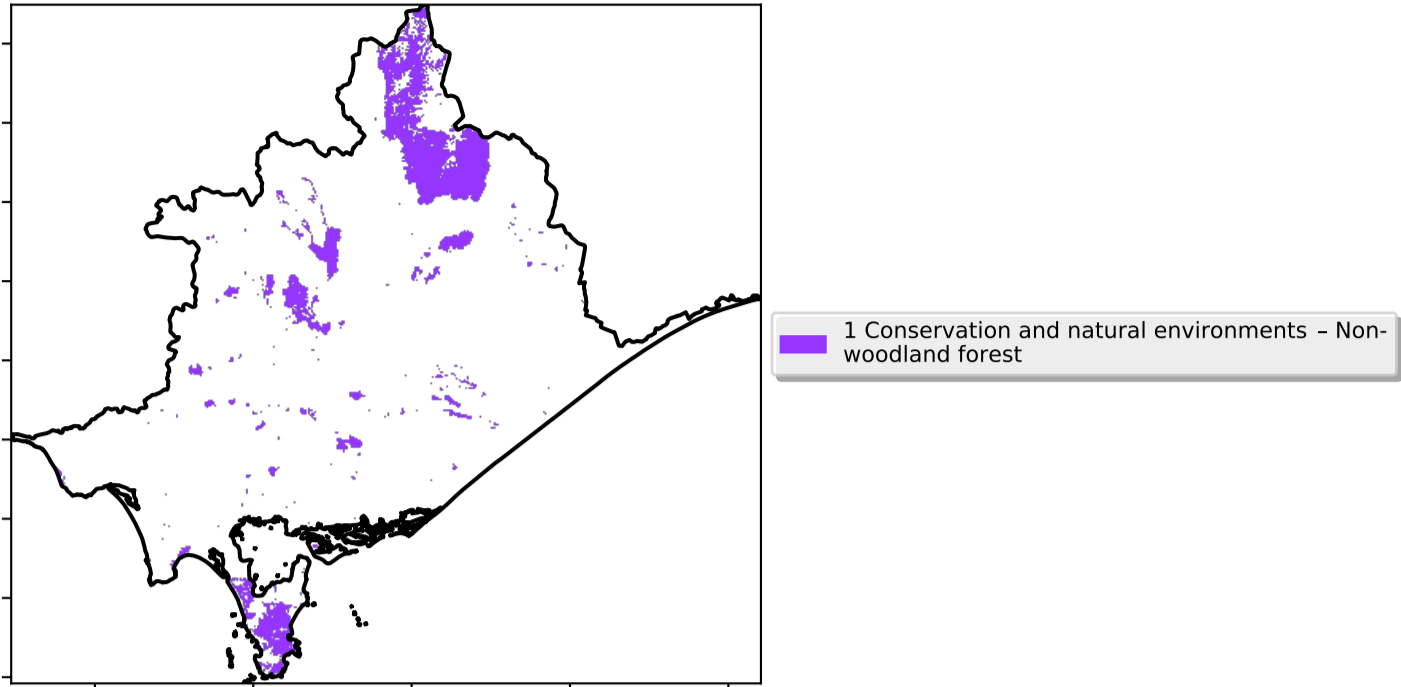 1 Conservation and natural environments – Non-
woodland forest